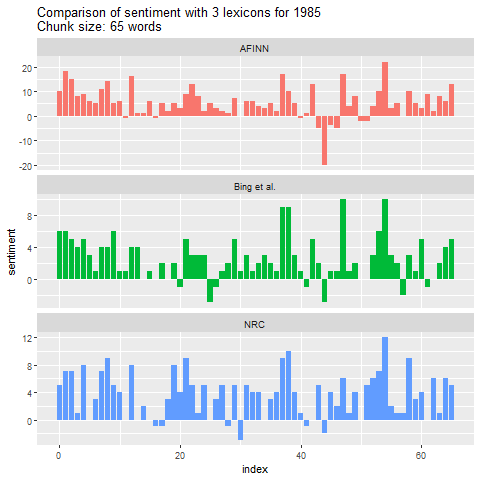 Comparison of sentiment with 3 lexicons for 1985
Chunk size: 65 words
AFINN
20
10
0
-10
-20
Bing et al.
8
4
0
sentiment
NRC
12
8
4
0
0 20 40 60
index